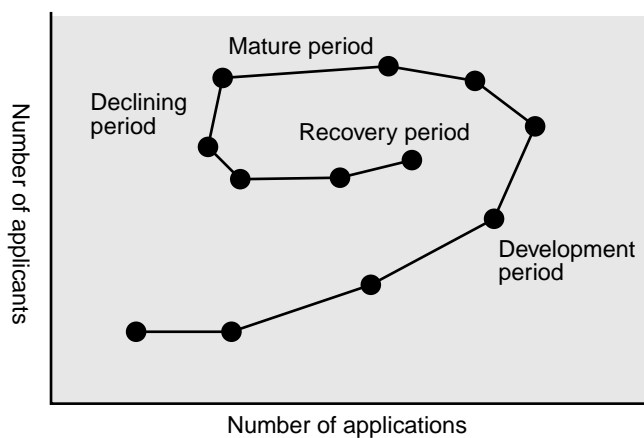 Mature period
Declining
period
Recovery period
Development
period
Number of applicants
Number of applications